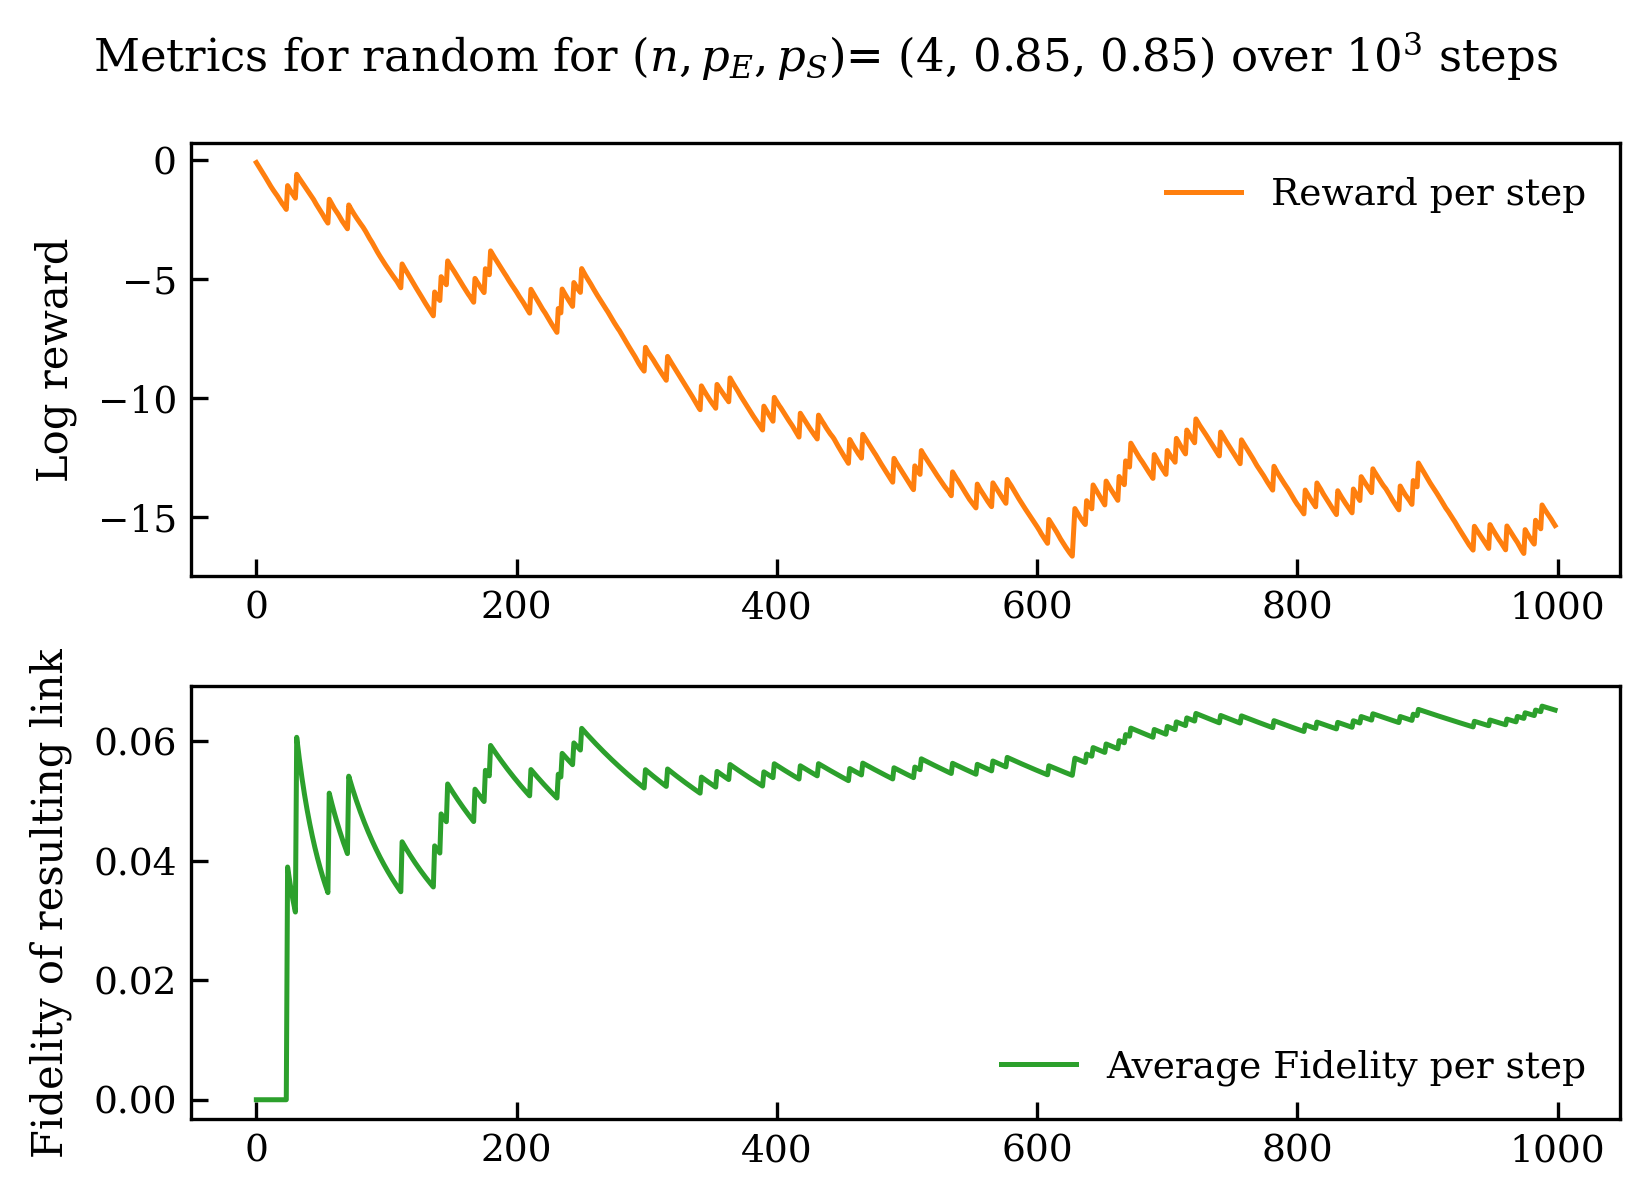 Metrics for random for (n, p_E, p_S)= (4, 0.85, 0.85) over 10³ steps
Log reward
0
−5
−10
−15
Reward per step
0 200 400 600 800 1000
Fidelity of resulting link
0.06
0.04
0.02
0.00
Average Fidelity per step
0 200 400 600 800 1000